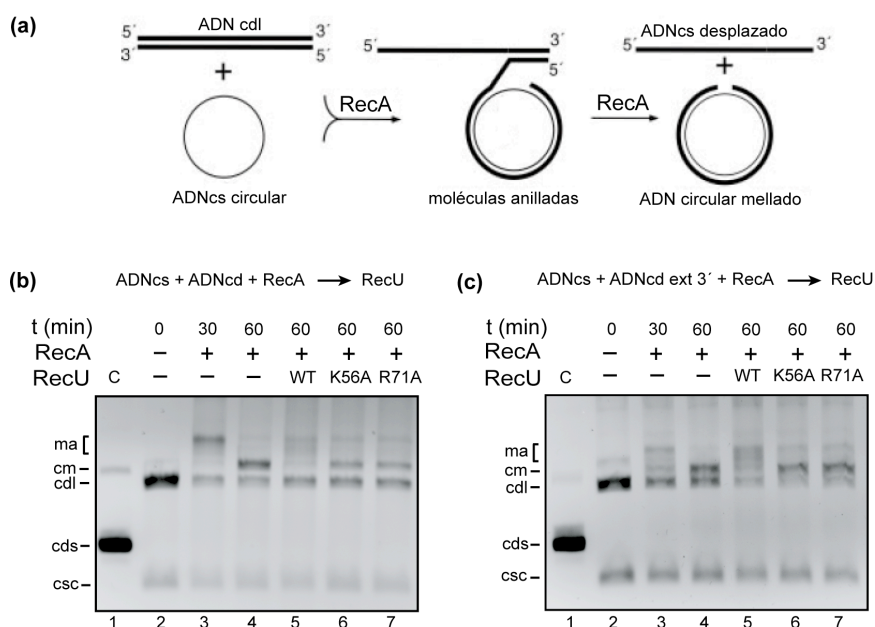 (a)
ADN cdl
5´ 3´
3´ 5´
+
ADNcs circular
RecA
5´ 3´
5´
moléculas anilladas
RecA
ADNcs desplazado
5´ 3´
+
ADN circular mellado
(b)
ADNcs + ADNcd + RecA → RecU
t (min) 0 30 60 60 60 60
RecA – + + + + +
RecU C – – – WT K56A R71A
ma
cm
cdl
cds
csc
1 2 3 4 5 6 7
(c)
ADNcs + ADNcd ext 3´ + RecA → RecU
t (min) 0 30 60 60 60 60
RecA – + + + + +
RecU C – – – WT K56A R71A
ma
cm
cdl
cds
csc
1 2 3 4 5 6 7